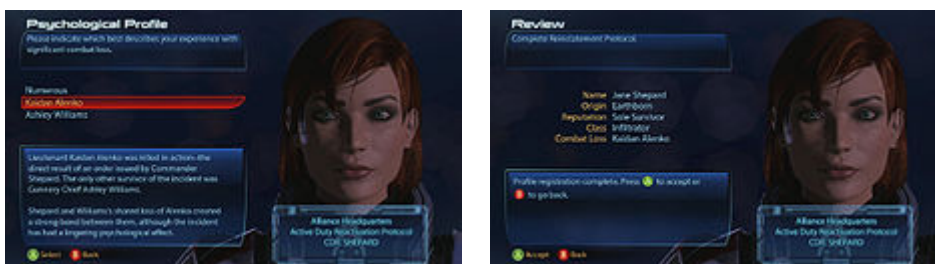 Psychological Profile
Please indicate which best describes your experience with
significant combat loss.
Numerous
Kaidan Alenko
Ashley Williams
Lieutenant Kaidan Alenko was killed in action–the
direct result of an order issued by Commander
Shepard. The only other survivor of the incident was
Gunnery Chief Ashley Williams.
Shepard and Williams's shared loss of Alenko created
a strong bond between them, although the incident
has had a lingering psychological effect.
Alliance Headquarters
Active Duty Reactivation Protocol
CDR. SHEPARD
A Select B Back
Review
Complete Reinstatement Protocol
Name Jane Shepard
Origin Earthborn
Reputation Sole Survivor
Class Infiltrator
Combat Loss Kaidan Alenko
Profile registration complete. Press A to accept or
B to go back.
Alliance Headquarters
Active Duty Reactivation Protocol
CDR. SHEPARD
A Accept B Back